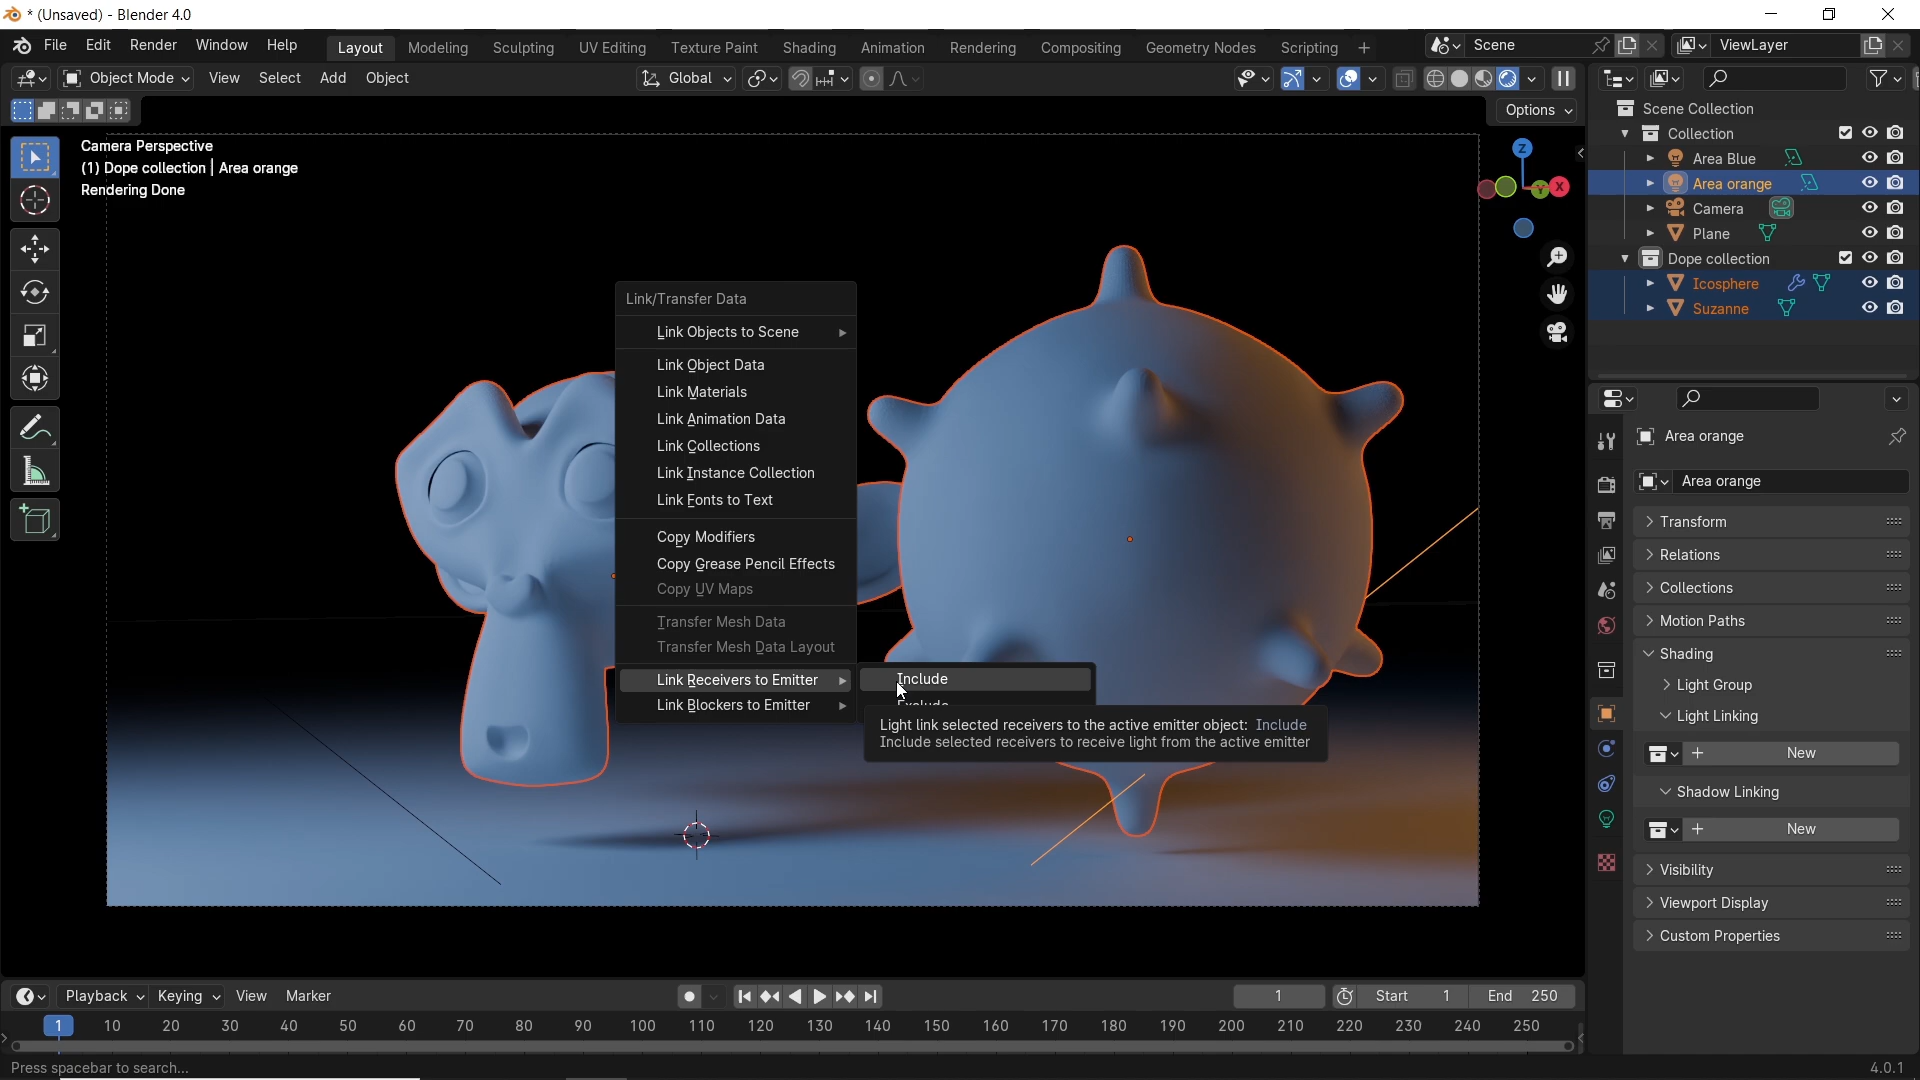 * (Unsaved) - Blender 4.0
File Edit Render Window Help Layout Modeling Sculpting UV Editing Texture Paint Shading Animation Rendering Compositing Geometry Nodes Scripting + Scene ViewLayer
Object Mode View Select Add Object Global
Options
Camera Perspective
(1) Dope collection | Area orange
Rendering Done
Z
Y
X
Link/Transfer Data
Link Objects to Scene
Link Object Data
Link Materials
Link Animation Data
Link Collections
Link Instance Collection
Link Fonts to Text
Copy Modifiers
Copy Grease Pencil Effects
Copy UV Maps
Transfer Mesh Data
Transfer Mesh Data Layout
Link Receivers to Emitter
Link Blockers to Emitter
Include
Exclude
Light link selected receivers to the active emitter object: Include
Include selected receivers to receive light from the active emitter
Scene Collection
Collection
Area Blue
Area orange
Camera
Plane
Dope collection
Icosphere
Suzanne
Area orange
Area orange
Transform
Relations
Collections
Motion Paths
Shading
Light Group
Light Linking
+ New
Shadow Linking
+ New
Visibility
Viewport Display
Custom Properties
Playback Keying View Marker 1 Start 1 End 250
1 10 20 30 40 50 60 70 80 90 100 110 120 130 140 150 160 170 180 190 200 210 220 230 240 250
Press spacebar to search... 4.0.1